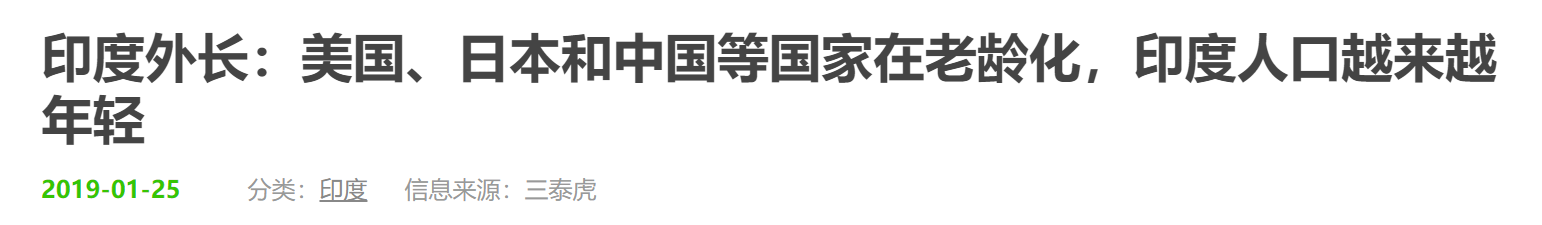 印度外长：美国、日本和中国等国家在老龄化，印度人口越来越
年轻
2019-01-25 分类：印度 信息来源：三泰虎